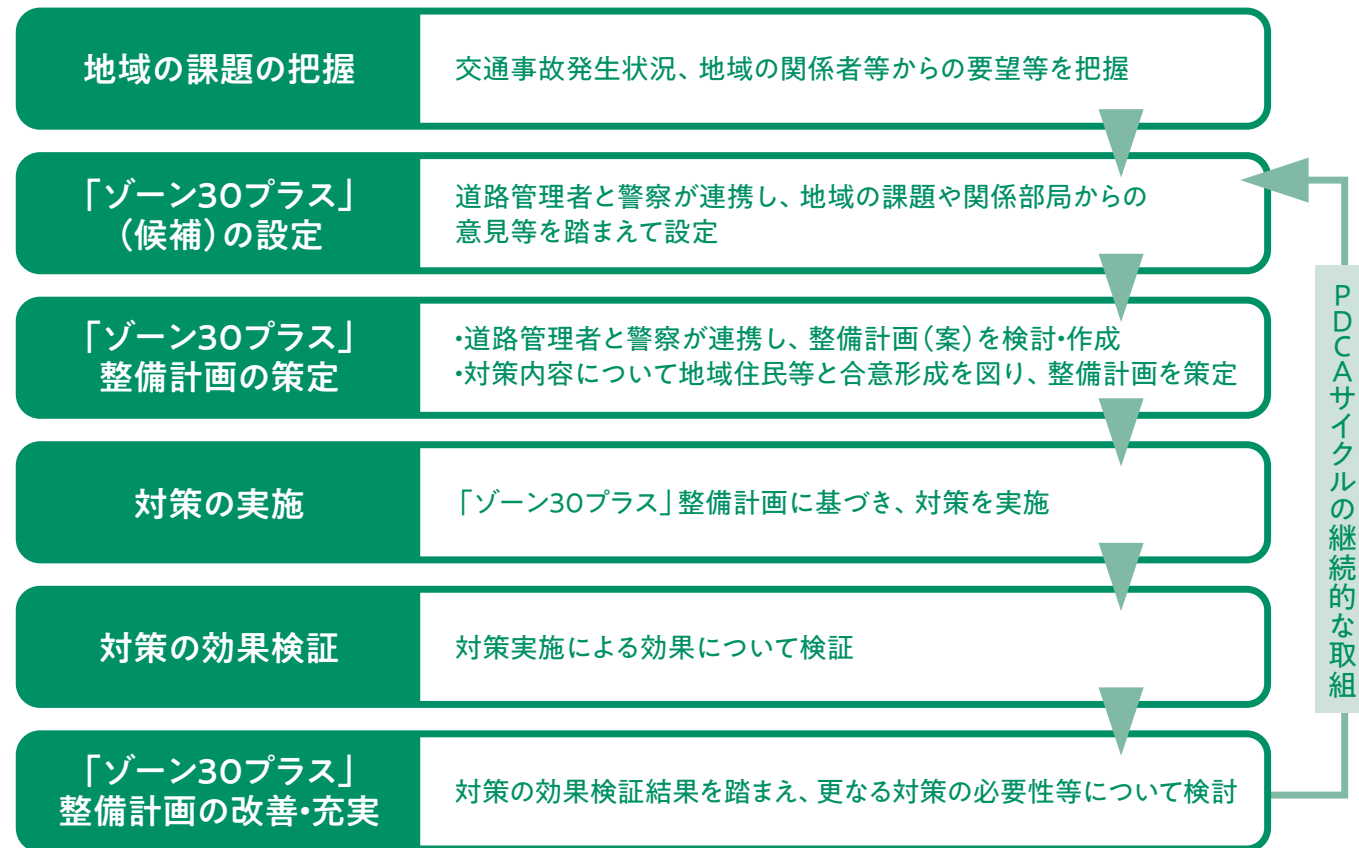 地域の課題の把握
交通事故発生状況、地域の関係者等からの要望等を把握
「ゾーン30プラス」
（候補）の設定
道路管理者と警察が連携し、地域の課題や関係部局からの
意見等を踏まえて設定
「ゾーン30プラス」
整備計画の策定
・道路管理者と警察が連携し、整備計画（案）を検討・作成
・対策内容について地域住民等と合意形成を図り、整備計画を策定
対策の実施
「ゾーン30プラス」整備計画に基づき、対策を実施
対策の効果検証
対策実施による効果について検証
「ゾーン30プラス」
整備計画の改善・充実
対策の効果検証結果を踏まえ、更なる対策の必要性等について検討
PDCAサイクルの継続的な取組